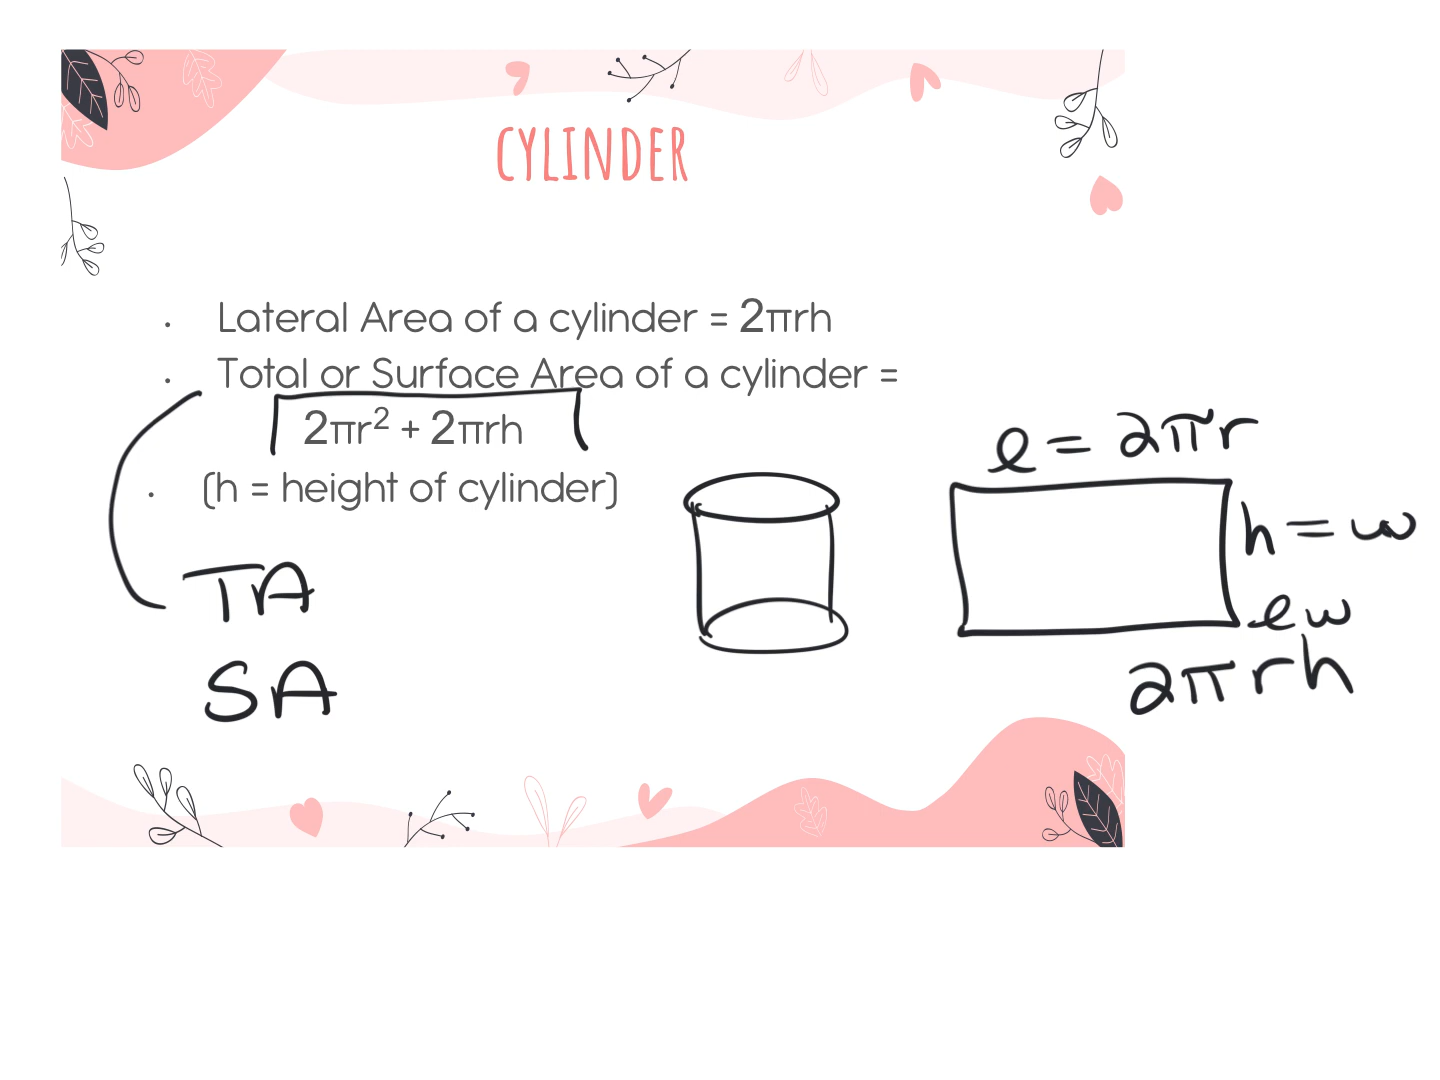 CYLINDER
· Lateral Area of a cylinder = 2πrh
· Total or Surface Area of a cylinder =
2πr² + 2πrh
· (h = height of cylinder)
TA
SA
l = 2πr
h = w
lw
2πrh